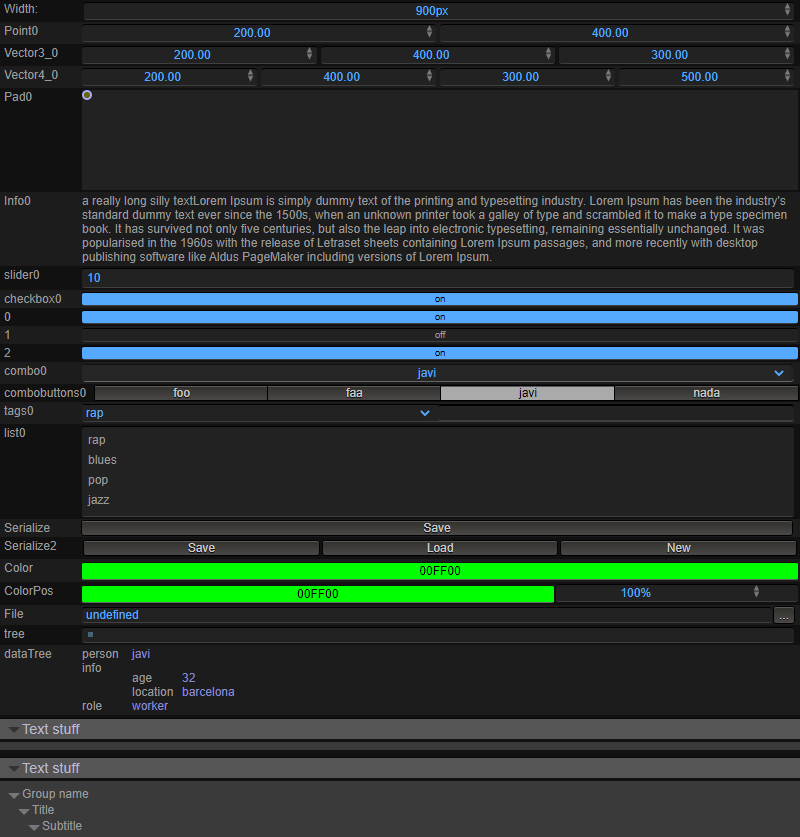 Width: 900px
Point0 200.00 400.00
Vector3_0 200.00 400.00 300.00
Vector4_0 200.00 400.00 300.00 500.00
Pad0
Info0 a really long silly textLorem Ipsum is simply dummy text of the printing and typesetting industry. Lorem Ipsum has been the industry's
standard dummy text ever since the 1500s, when an unknown printer took a galley of type and scrambled it to make a type specimen
book. It has survived not only five centuries, but also the leap into electronic typesetting, remaining essentially unchanged. It was
popularised in the 1960s with the release of Letraset sheets containing Lorem Ipsum passages, and more recently with desktop
publishing software like Aldus PageMaker including versions of Lorem Ipsum.
slider0 10
checkbox0 on
0 on
1 off
2 on
combo0 javi
combobuttons0 foo faa javi nada
tags0 rap
list0
rap
blues
pop
jazz
Serialize Save
Serialize2 Save Load New
Color 00FF00
ColorPos 00FF00 100%
File undefined ...
tree
dataTree person javi
info
age 32
location barcelona
role worker
Text stuff
Text stuff
Group name
Title
Subtitle